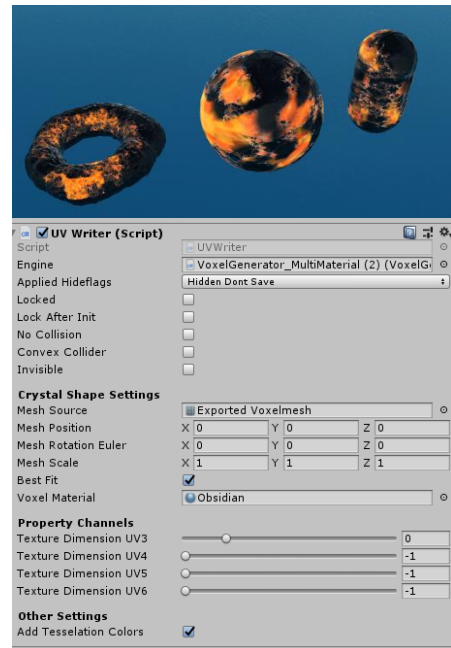 UV Writer (Script)
Script UVWriter
Engine VoxelGenerator_MultiMaterial (2) (VoxelG
Applied Hideflags Hidden Dont Save
Locked
Lock After Init
No Collision
Convex Collider
Invisible
Crystal Shape Settings
Mesh Source Exported Voxelmesh
Mesh Position X 0 Y 0 Z 0
Mesh Rotation Euler X 0 Y 0 Z 0
Mesh Scale X 1 Y 1 Z 1
Best Fit
Voxel Material Obsidian
Property Channels
Texture Dimension UV3 0
Texture Dimension UV4 -1
Texture Dimension UV5 -1
Texture Dimension UV6 -1
Other Settings
Add Tesselation Colors